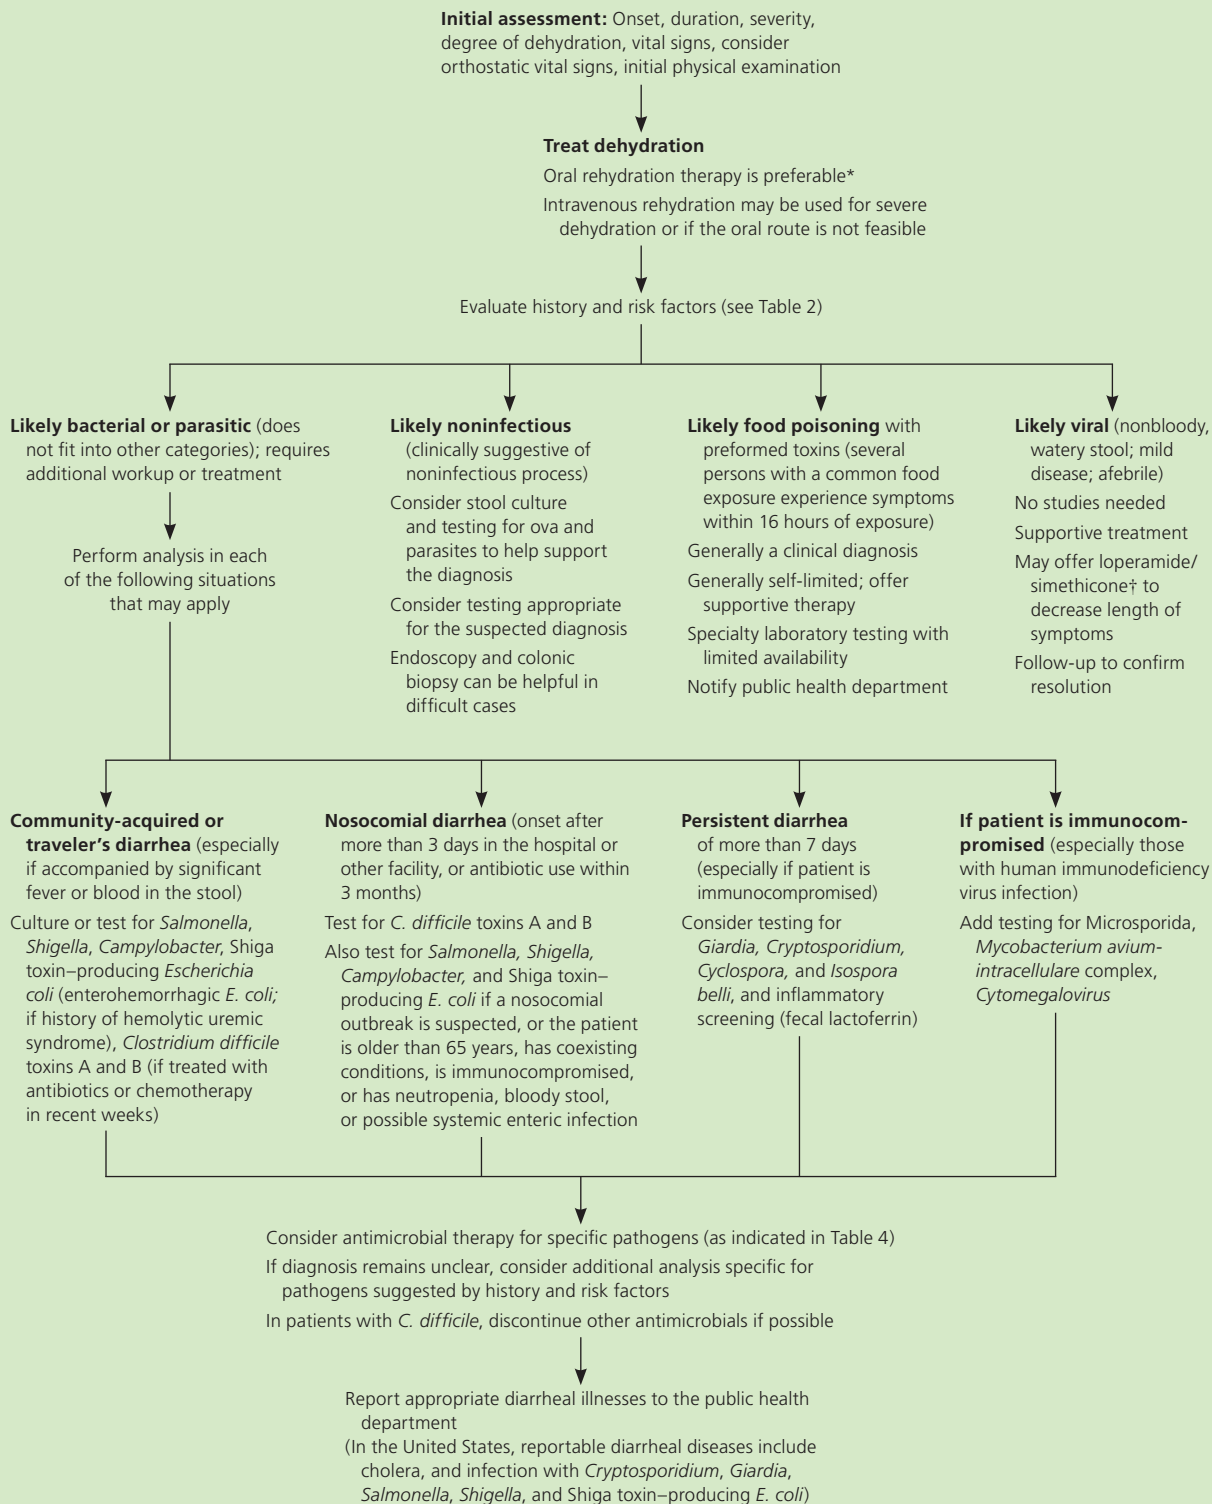 Initial assessment: Onset, duration, severity,
degree of dehydration, vital signs, consider
orthostatic vital signs, initial physical examination
Treat dehydration
Oral rehydration therapy is preferable*
Intravenous rehydration may be used for severe
dehydration or if the oral route is not feasible
Evaluate history and risk factors (see Table 2)
Likely bacterial or parasitic (does
not fit into other categories); requires
additional workup or treatment
Perform analysis in each
of the following situations
that may apply
Likely noninfectious
(clinically suggestive of
noninfectious process)
Consider stool culture
and testing for ova and
parasites to help support
the diagnosis
Consider testing appropriate
for the suspected diagnosis
Endoscopy and colonic
biopsy can be helpful in
difficult cases
Likely food poisoning with
preformed toxins (several
persons with a common food
exposure experience symptoms
within 16 hours of exposure)
Generally a clinical diagnosis
Generally self-limited; offer
supportive therapy
Specialty laboratory testing with
limited availability
Notify public health department
Likely viral (nonbloody,
watery stool; mild
disease; afebrile)
No studies needed
Supportive treatment
May offer loperamide/
simethicone† to
decrease length of
symptoms
Follow-up to confirm
resolution
Community-acquired or
traveler's diarrhea (especially
if accompanied by significant
fever or blood in the stool)
Culture or test for Salmonella,
Shigella, Campylobacter, Shiga
toxin–producing Escherichia
coli (enterohemorrhagic E. coli;
if history of hemolytic uremic
syndrome), Clostridium difficile
toxins A and B (if treated with
antibiotics or chemotherapy
in recent weeks)
Nosocomial diarrhea (onset after
more than 3 days in the hospital or
other facility, or antibiotic use within
3 months)
Test for C. difficile toxins A and B
Also test for Salmonella, Shigella,
Campylobacter, and Shiga toxin–
producing E. coli if a nosocomial
outbreak is suspected, or the patient
is older than 65 years, has coexisting
conditions, is immunocompromised,
or has neutropenia, bloody stool,
or possible systemic enteric infection
Persistent diarrhea
of more than 7 days
(especially if patient is
immunocompromised)
Consider testing for
Giardia, Cryptosporidium,
Cyclospora, and Isospora
belli, and inflammatory
screening (fecal lactoferrin)
If patient is immunocom-
promised (especially those
with human immunodeficiency
virus infection)
Add testing for Microsporida,
Mycobacterium avium-
intracellulare complex,
Cytomegalovirus
Consider antimicrobial therapy for specific pathogens (as indicated in Table 4)
If diagnosis remains unclear, consider additional analysis specific for
pathogens suggested by history and risk factors
In patients with C. difficile, discontinue other antimicrobials if possible
Report appropriate diarrheal illnesses to the public health
department
(In the United States, reportable diarrheal diseases include
cholera, and infection with Cryptosporidium, Giardia,
Salmonella, Shigella, and Shiga toxin–producing E. coli)